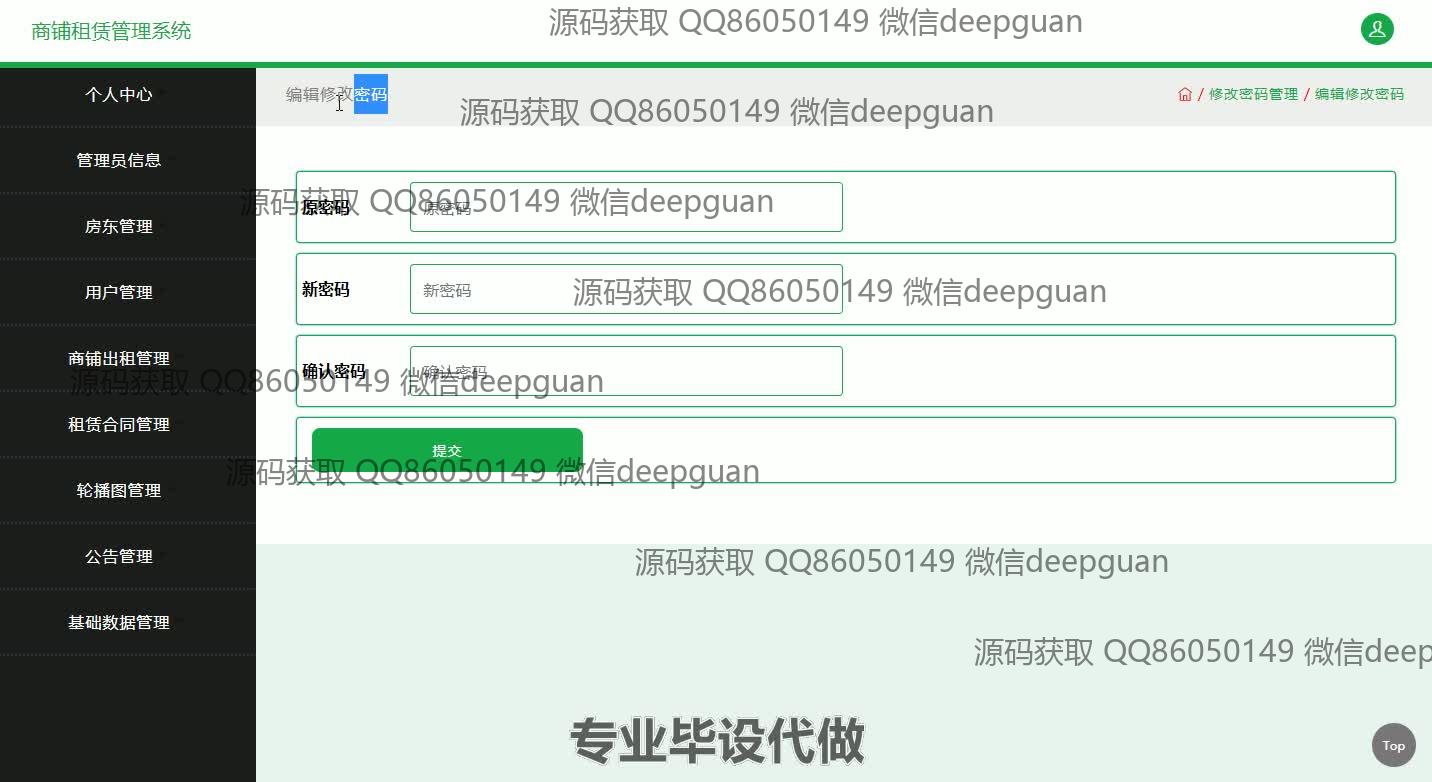 商铺租赁管理系统
源码获取 QQ86050149 微信deepguan
个人中心
编辑修改密码
/ 修改密码管理 / 编辑修改密码
源码获取 QQ86050149 微信deepguan
管理员信息
源码获取 QQ86050149 微信deepguan
原密码
原密码
房东管理
用户管理
新密码
新密码
源码获取 QQ86050149 微信deepguan
商铺出租管理
确认密码
确认密码
源码获取 QQ86050149 微信deepguan
租赁合同管理
提交
源码获取 QQ86050149 微信deepguan
轮播图管理
公告管理
源码获取 QQ86050149 微信deepguan
基础数据管理
源码获取 QQ86050149 微信deep
专业毕设代做
Top